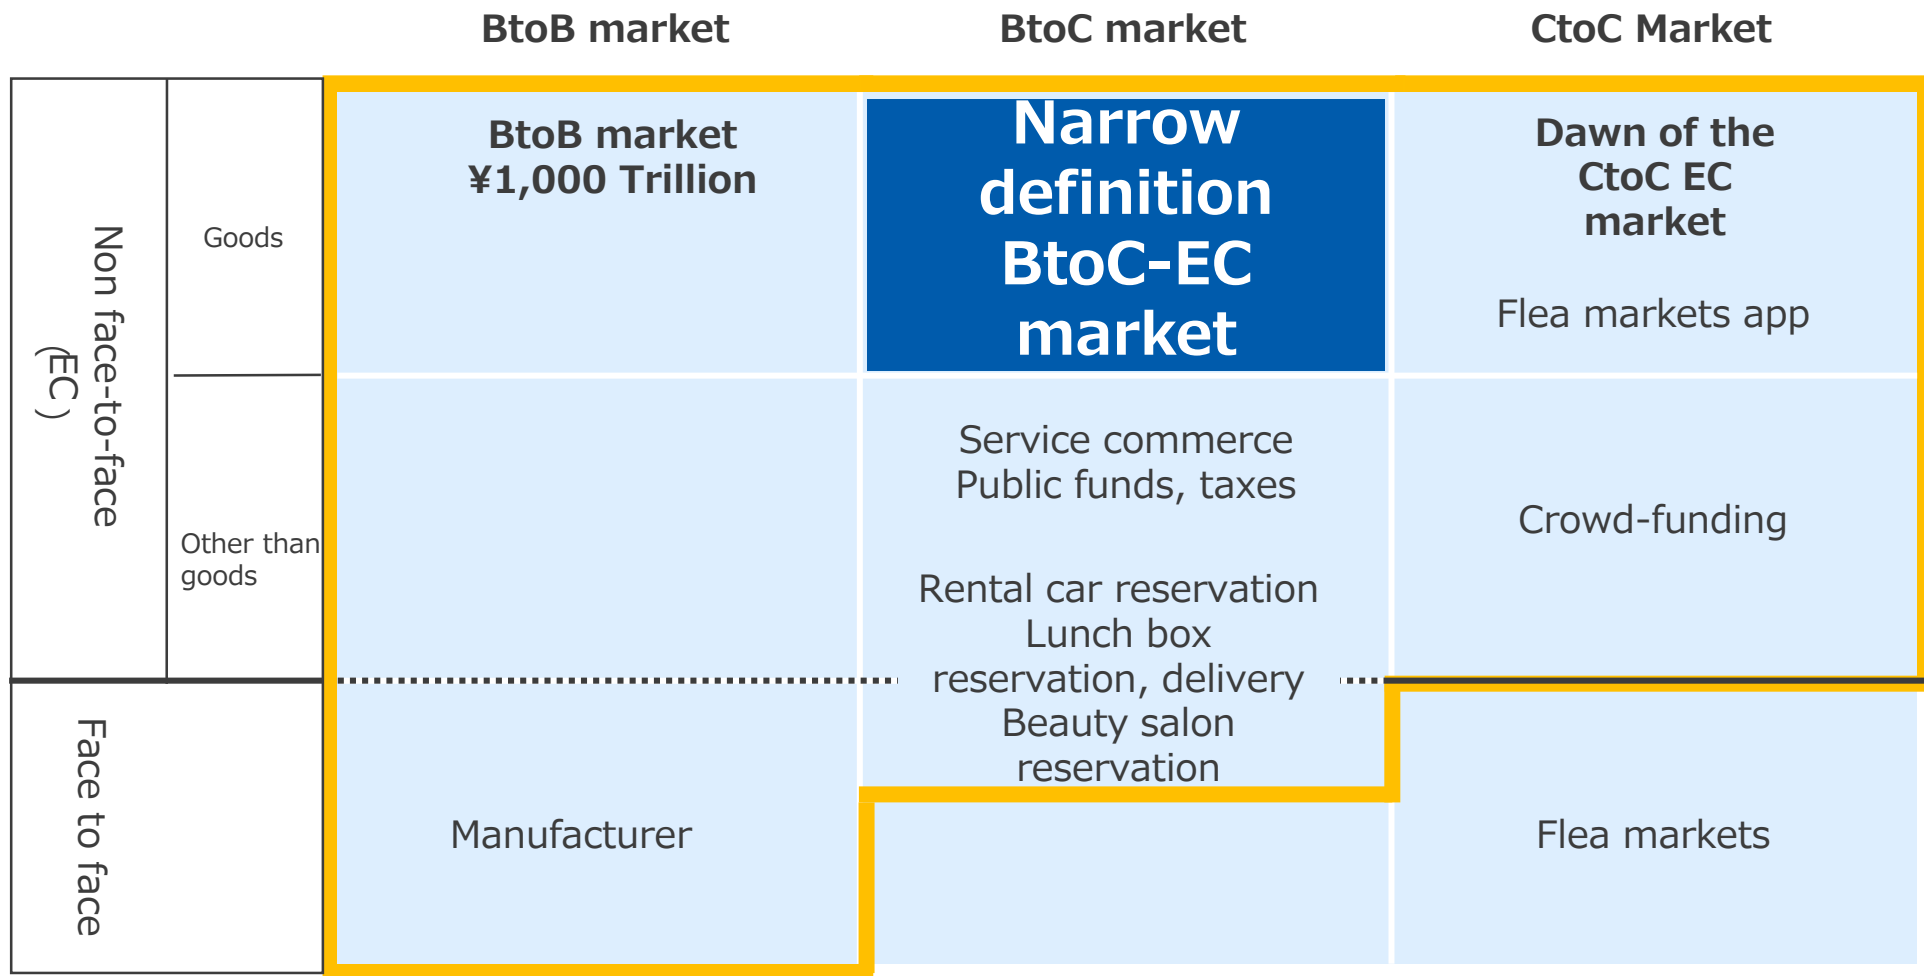 BtoB market
BtoC market
CtoC Market
Non face-to-face
(EC)
Goods
BtoB market
¥1,000 Trillion
Narrow
definition
BtoC-EC
market
Dawn of the
CtoC EC
market
Flea markets app
Other than
goods
Service commerce
Public funds, taxes
Rental car reservation
Lunch box
reservation, delivery
Beauty salon
reservation
Crowd-funding
Face to face
Manufacturer
Flea markets